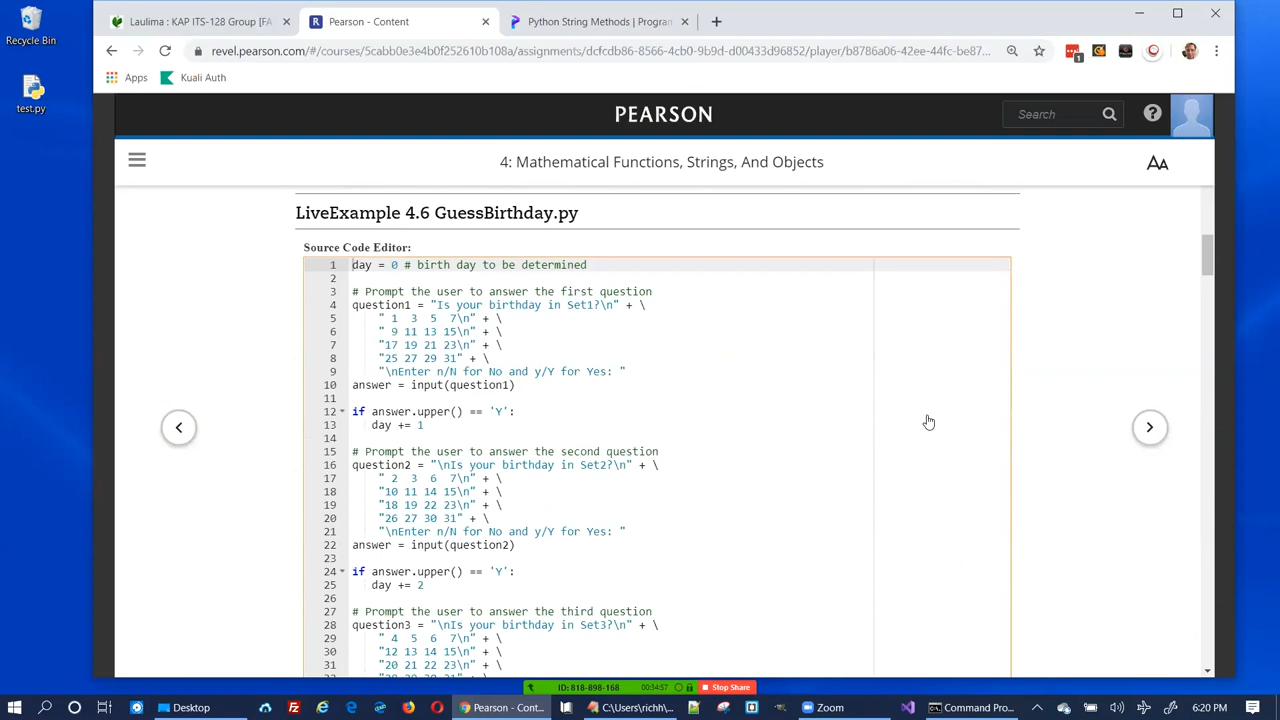 Recycle Bin
test.py
Laulima : KAP ITS-128 Group [FA
Pearson - Content
Python String Methods | Program
revel.pearson.com/#/courses/5cabb0e3e4b0f252610b108a/assignments/dcfcdb86-8566-4cb0-9b9d-d00433d96852/player/b8786a06-42ee-44fc-be87...
Apps
Kuali Auth
PEARSON
Search
4: Mathematical Functions, Strings, And Objects
AA
LiveExample 4.6 GuessBirthday.py
Source Code Editor:
1 day = 0 # birth day to be determined
2
3 # Prompt the user to answer the first question
4 question1 = "Is your birthday in Set1?\n" + \
5 " 1 3 5 7\n" + \
6 " 9 11 13 15\n" + \
7 "17 19 21 23\n" + \
8 "25 27 29 31" + \
9 "\nEnter n/N for No and y/Y for Yes: "
10 answer = input(question1)
11
12 if answer.upper() == 'Y':
13 day += 1
14
15 # Prompt the user to answer the second question
16 question2 = "\nIs your birthday in Set2?\n" + \
17 " 2 3 6 7\n" + \
18 "10 11 14 15\n" + \
19 "18 19 22 23\n" + \
20 "26 27 30 31" + \
21 "\nEnter n/N for No and y/Y for Yes: "
22 answer = input(question2)
23
24 if answer.upper() == 'Y':
25 day += 2
26
27 # Prompt the user to answer the third question
28 question3 = "\nIs your birthday in Set3?\n" + \
29 " 4 5 6 7\n" + \
30 "12 13 14 15\n" + \
31 "20 21 22 23\n" + \
ID: 818-898-168
00:34:57
Stop Share
Desktop
Pearson - Cont...
C:\Users\richh\...
Zoom
Command Pro...
6:20 PM